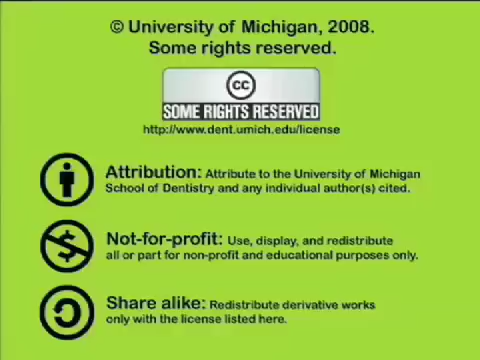 © University of Michigan, 2008.
Some rights reserved.
cc
SOME RIGHTS RESERVED
http://www.dent.umich.edu/license
Attribution: Attribute to the University of Michigan
School of Dentistry and any individual author(s) cited.
$
Not-for-profit: Use, display, and redistribute
all or part for non-profit and educational purposes only.
Share alike: Redistribute derivative works
only with the license listed here.